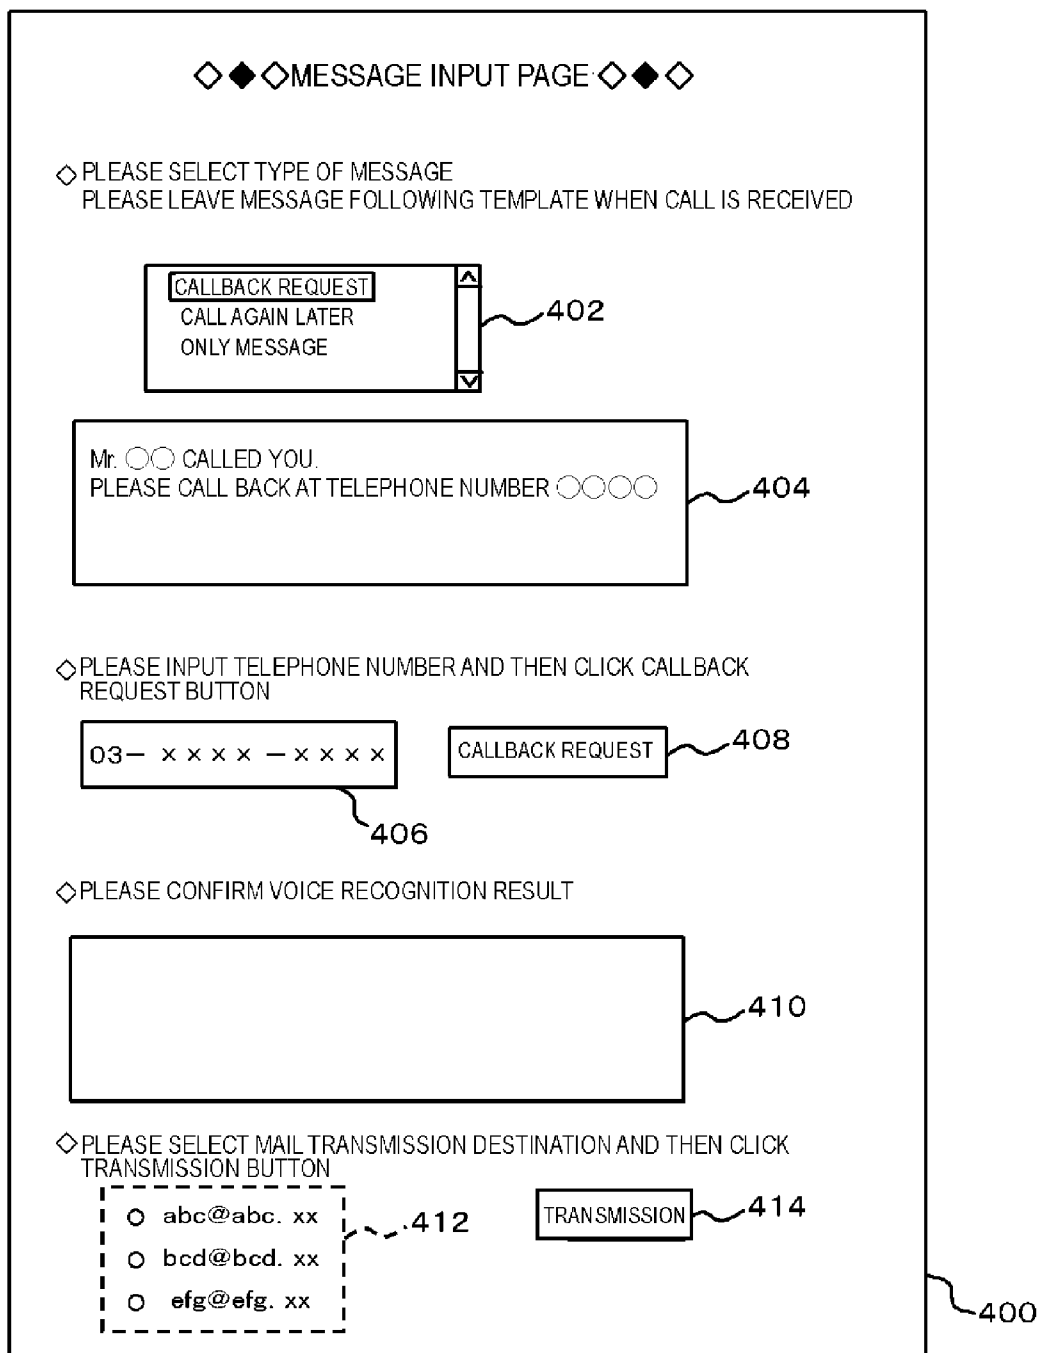 ◇◆◇MESSAGE INPUT PAGE◇◆◇
◇PLEASE SELECT TYPE OF MESSAGE
PLEASE LEAVE MESSAGE FOLLOWING TEMPLATE WHEN CALL IS RECEIVED
CALLBACK REQUEST
CALL AGAIN LATER
ONLY MESSAGE
402
Mr. ○○ CALLED YOU.
PLEASE CALL BACK AT TELEPHONE NUMBER ○○○○
404
◇PLEASE INPUT TELEPHONE NUMBER AND THEN CLICK CALLBACK
REQUEST BUTTON
03-××××-××××
406
CALLBACK REQUEST
408
◇PLEASE CONFIRM VOICE RECOGNITION RESULT
410
◇PLEASE SELECT MAIL TRANSMISSION DESTINATION AND THEN CLICK
TRANSMISSION BUTTON
○ abc@abc. xx
○ bcd@bcd. xx
○ efg@efg. xx
412
TRANSMISSION
414
400